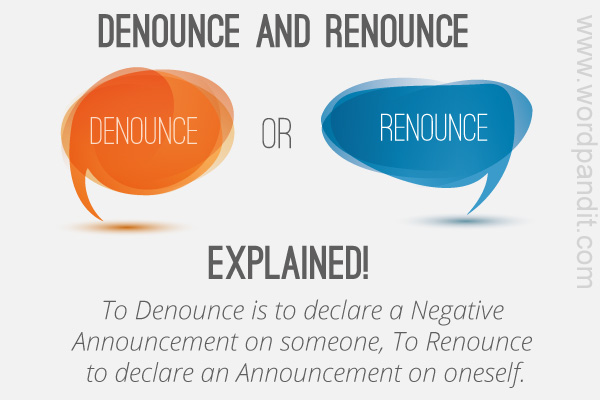 DENOUNCE AND RENOUNCE
DENOUNCE
OR
RENOUNCE
EXPLAINED!
To Denounce is to declare a Negative
Announcement on someone, To Renounce
to declare an Announcement on oneself.
www.wordpandit.com